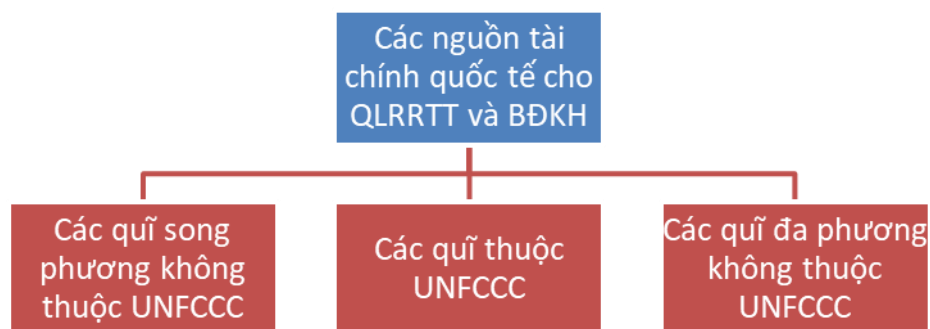 Các nguồn tài
chính quốc tế cho
QLRRTT và BĐKH
Các quĩ song
phương không
thuộc UNFCCC
Các quĩ thuộc
UNFCCC
Các quĩ đa phương
không thuộc
UNFCCC